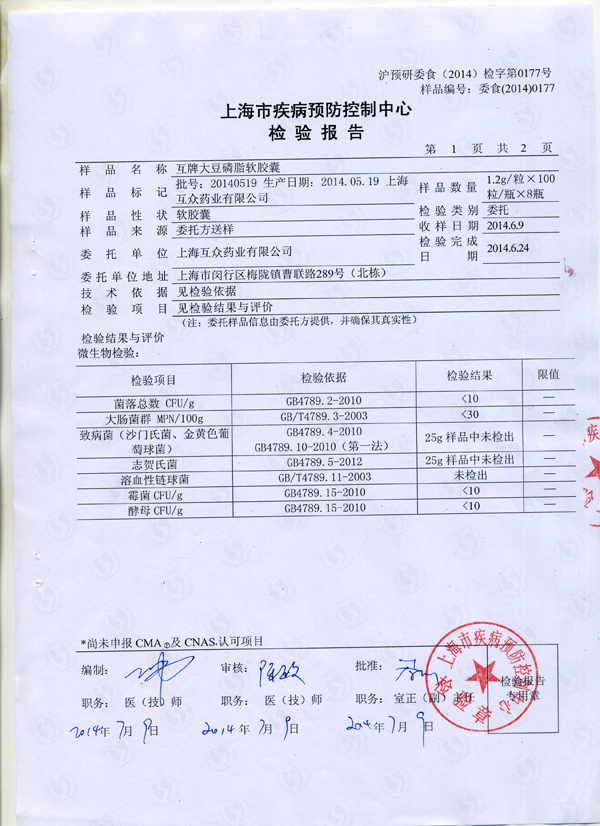 沪预研委食（2014）检字第0177号
样品编号：委食(2014)0177
上海市疾病预防控制中心
检验报告
第 1 页 共 2 页
样品名称 互牌大豆磷脂软胶囊
样品标记 批号：20140519 生产日期：2014.05.19 上海互众药业有限公司 样品数量 1.2g/粒×100粒/瓶×8瓶
样品性状 软胶囊 检验类别 委托
样品来源 委托方送样 收样日期 2014.6.9
委托单位 上海互众药业有限公司 检验完成日期 2014.6.24
委托单位地址 上海市闵行区梅陇镇曹联路289号（北栋）
技术依据 见检验依据
检验项目 见检验结果与评价
（注：委托样品信息由委托方提供，并确保其真实性）
检验结果与评价
微生物检验：
检验项目 检验依据 检验结果 限值
菌落总数 CFU/g GB4789.2-2010 <10 —
大肠菌群 MPN/100g GB/T4789.3-2003 <30 —
致病菌（沙门氏菌、金黄色葡萄球菌） GB4789.4-2010 GB4789.10-2010（第一法） 25g 样品中未检出 —
志贺氏菌 GB4789.5-2012 25g 样品中未检出 —
溶血性链球菌 GB/T4789.11-2003 未检出 —
霉菌 CFU/g GB4789.15-2010 <10 —
酵母 CFU/g GB4789.15-2010 <10 —
*尚未申报 CMA 及 CNAS 认可项目
编制： 审核： 批准：
职务： 医（技）师 职务： 医（技）师 职务： 室正（副）主任
2014年7月9日 2014年7月9日 2014年7月9日
上海市疾病预防控制中心
检验报告
专用章